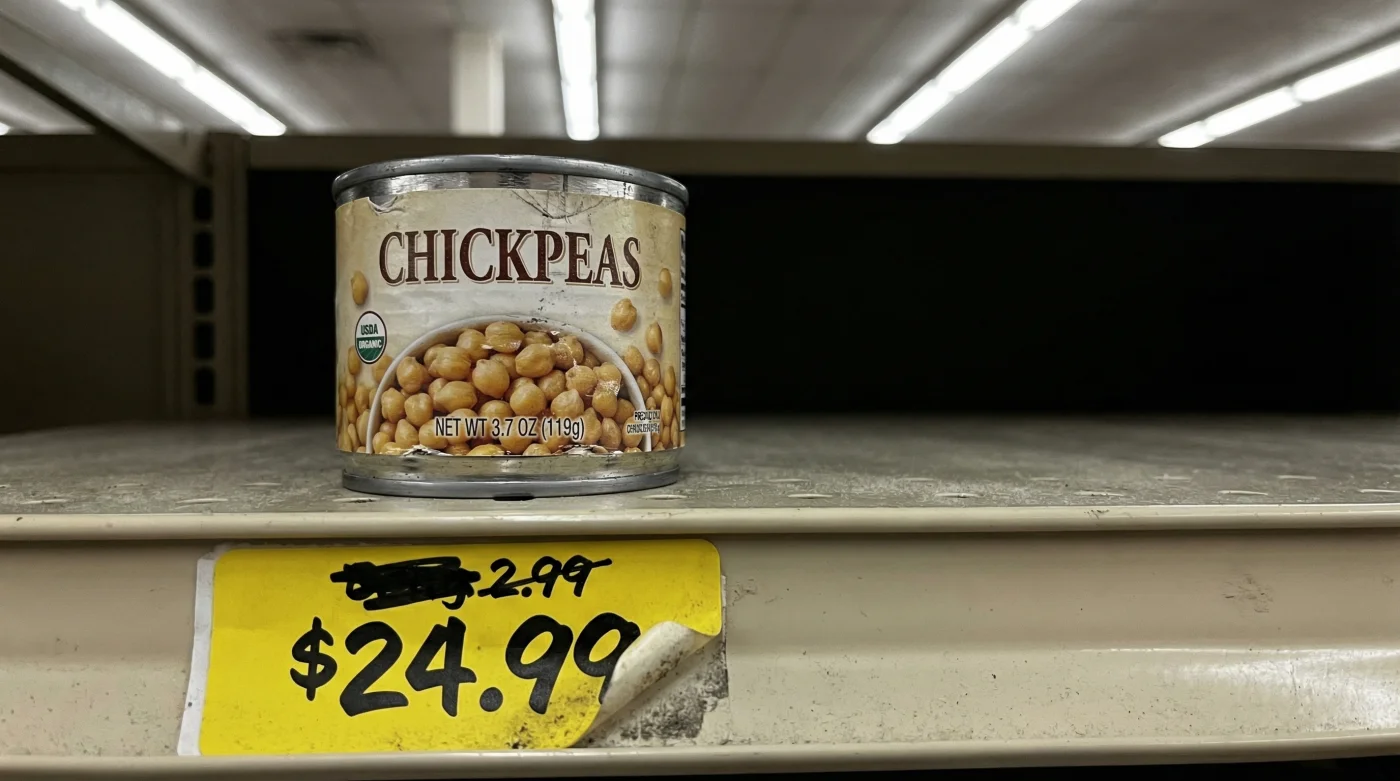 CHICKPEAS
USDA
ORGANIC
NET WT 3.7 OZ (119g)
2.99
$24.99